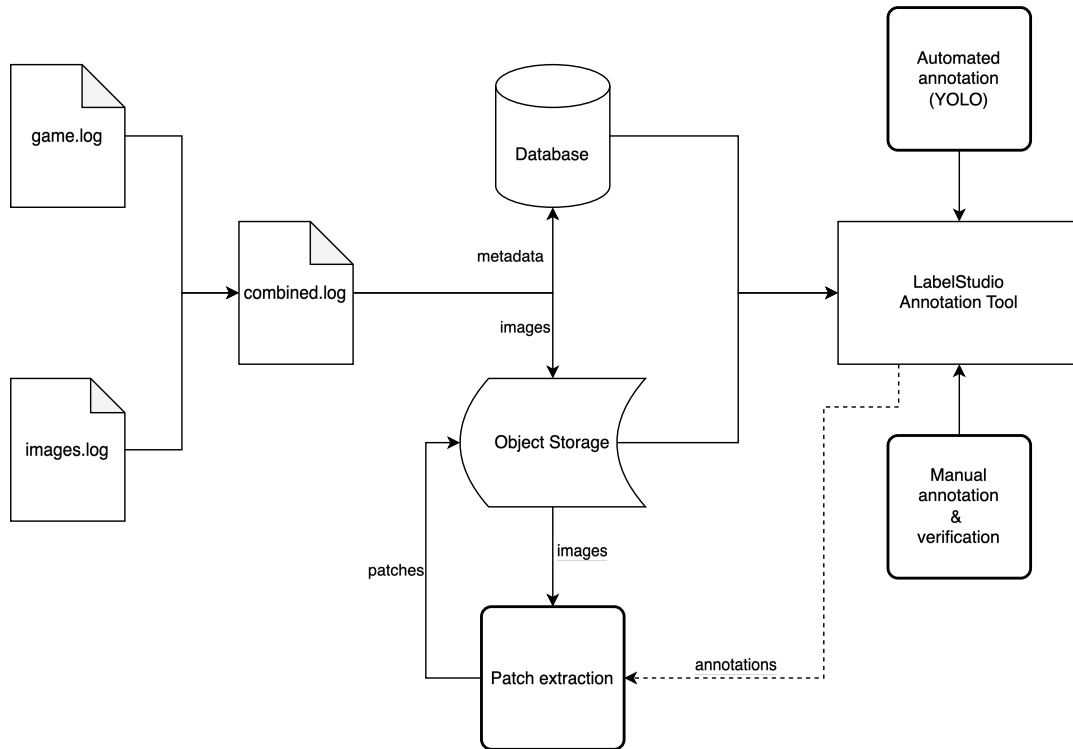 Automated
annotation
(YOLO)
game.log
Database
metadata
combined.log
LabelStudio
Annotation Tool
images
images.log
Object Storage
Manual
annotation
&
verification
images
patches
Patch extraction
annotations